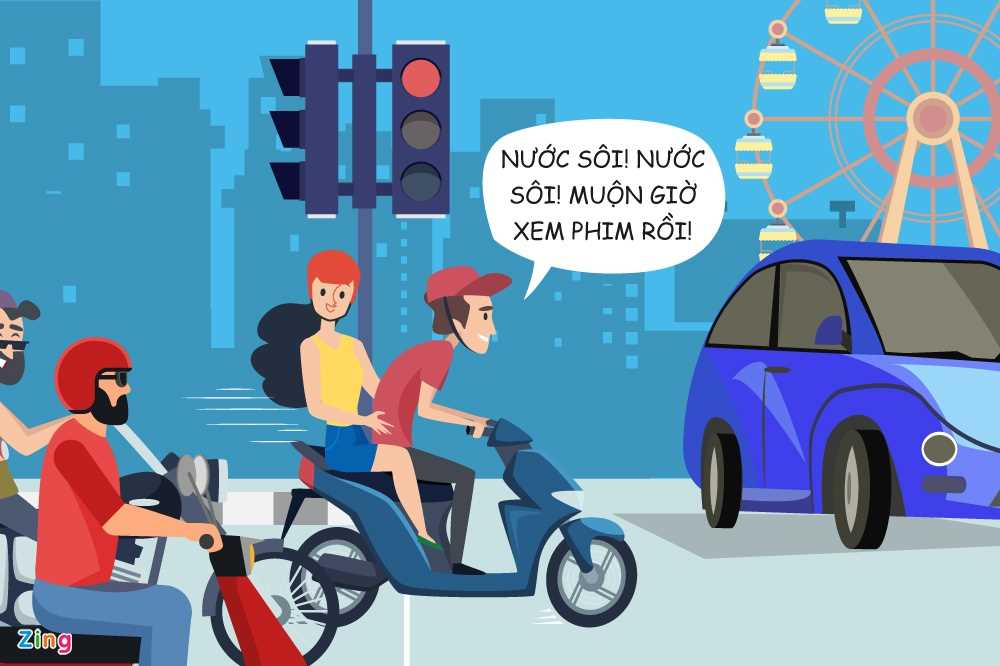 NƯỚC SÔI! NƯỚC
SÔI! MUỘN GIỜ
XEM PHIM RỒI!
Zing